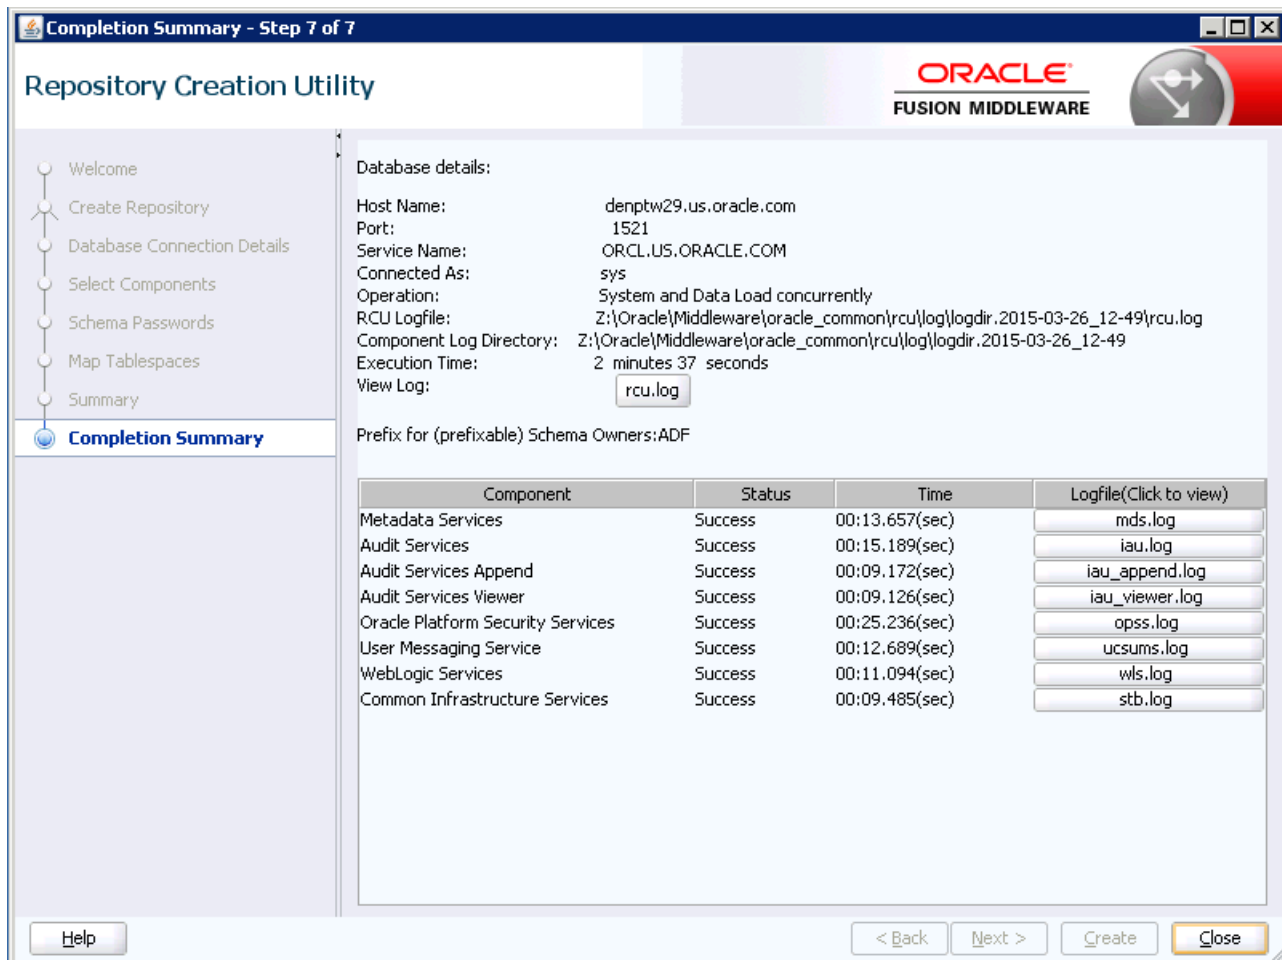 Completion Summary - Step 7 of 7
Repository Creation Utility
ORACLE®
FUSION MIDDLEWARE
Welcome
Create Repository
Database Connection Details
Select Components
Schema Passwords
Map Tablespaces
Summary
Completion Summary
Database details:
Host Name: denptw29.us.oracle.com
Port: 1521
Service Name: ORCL.US.ORACLE.COM
Connected As: sys
Operation: System and Data Load concurrently
RCU Logfile: Z:\Oracle\Middleware\oracle_common\rcu\log\logdir.2015-03-26_12-49\rcu.log
Component Log Directory: Z:\Oracle\Middleware\oracle_common\rcu\log\logdir.2015-03-26_12-49
Execution Time: 2 minutes 37 seconds
View Log: rcu.log
Prefix for (prefixable) Schema Owners:ADF
Component Status Time Logfile(Click to view)
Metadata Services Success 00:13.657(sec) mds.log
Audit Services Success 00:15.189(sec) iau.log
Audit Services Append Success 00:09.172(sec) iau_append.log
Audit Services Viewer Success 00:09.126(sec) iau_viewer.log
Oracle Platform Security Services Success 00:25.236(sec) opss.log
User Messaging Service Success 00:12.689(sec) ucsums.log
WebLogic Services Success 00:11.094(sec) wls.log
Common Infrastructure Services Success 00:09.485(sec) stb.log
Help < Back Next > Create Close